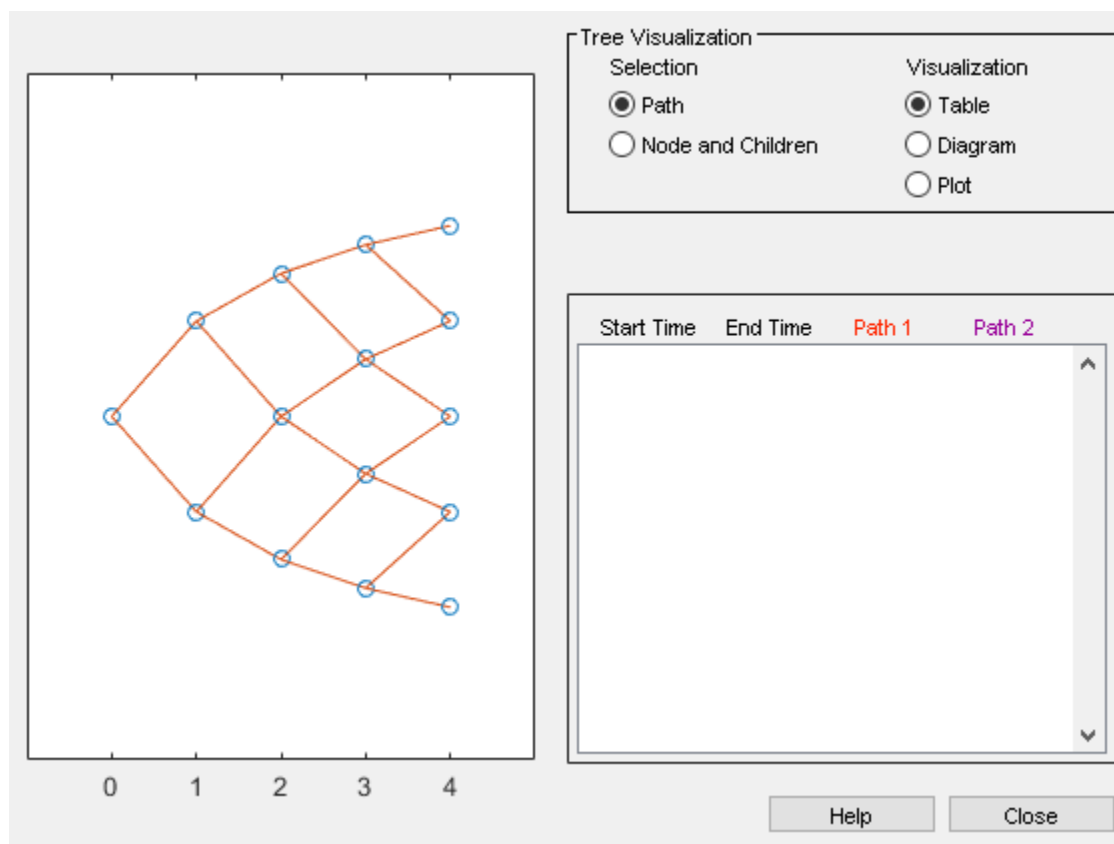 Tree Visualization
Selection
Visualization
Path
Table
Node and Children
Diagram
Plot
Start Time End Time Path 1 Path 2
0 1 2 3 4
Help
Close